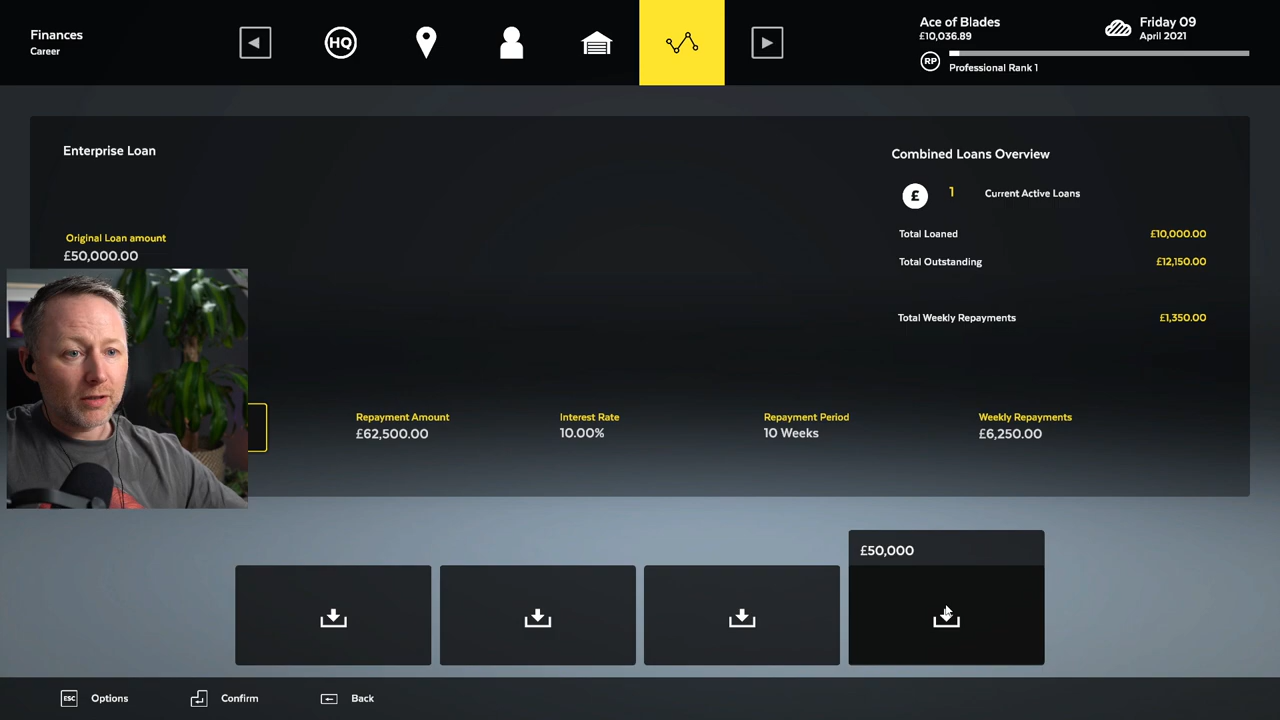 Finances
Career
HQ
Ace of Blades
£10,036.89
RP
Professional Rank 1
Friday 09
April 2021
Enterprise Loan
Original Loan amount
£50,000.00
Combined Loans Overview
£ 1 Current Active Loans
Total Loaned £10,000.00
Total Outstanding £12,150.00
Total Weekly Repayments £1,350.00
Repayment Amount
£62,500.00
Interest Rate
10.00%
Repayment Period
10 Weeks
Weekly Repayments
£6,250.00
£50,000
ESC Options
Confirm
Back